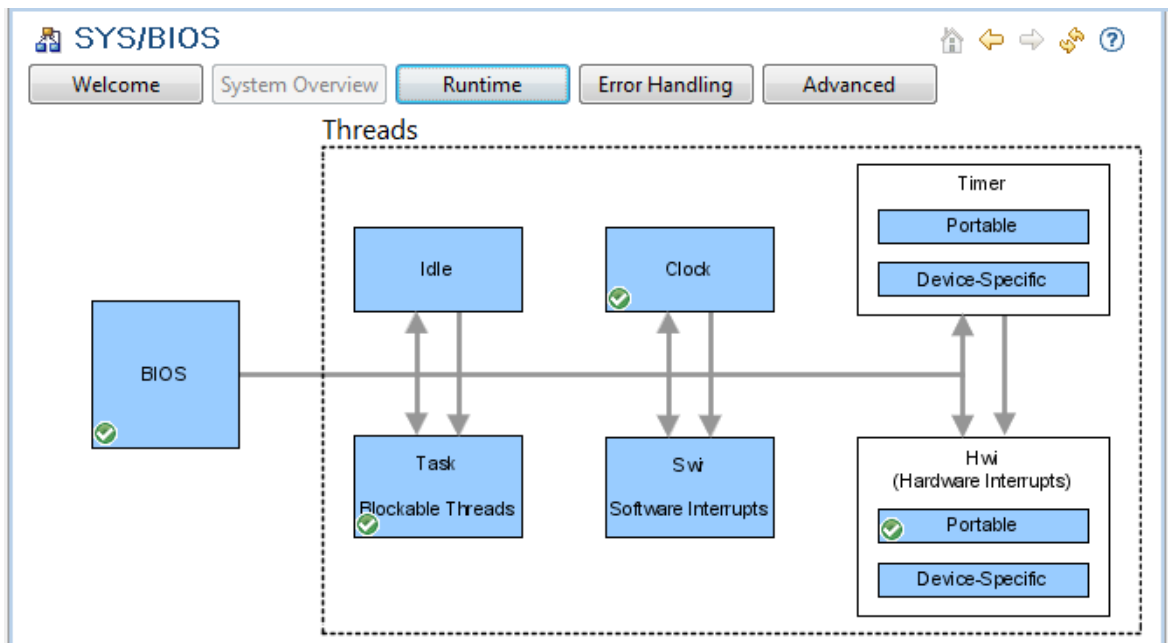 SYS/BIOS
Welcome
System Overview
Runtime
Error Handling
Advanced
Threads
Timer
Portable
Device-Specific
Idle
Clock
BIOS
Task
Blockable Threads
Swi
Software Interrupts
Hwi
(Hardware Interrupts)
Portable
Device-Specific